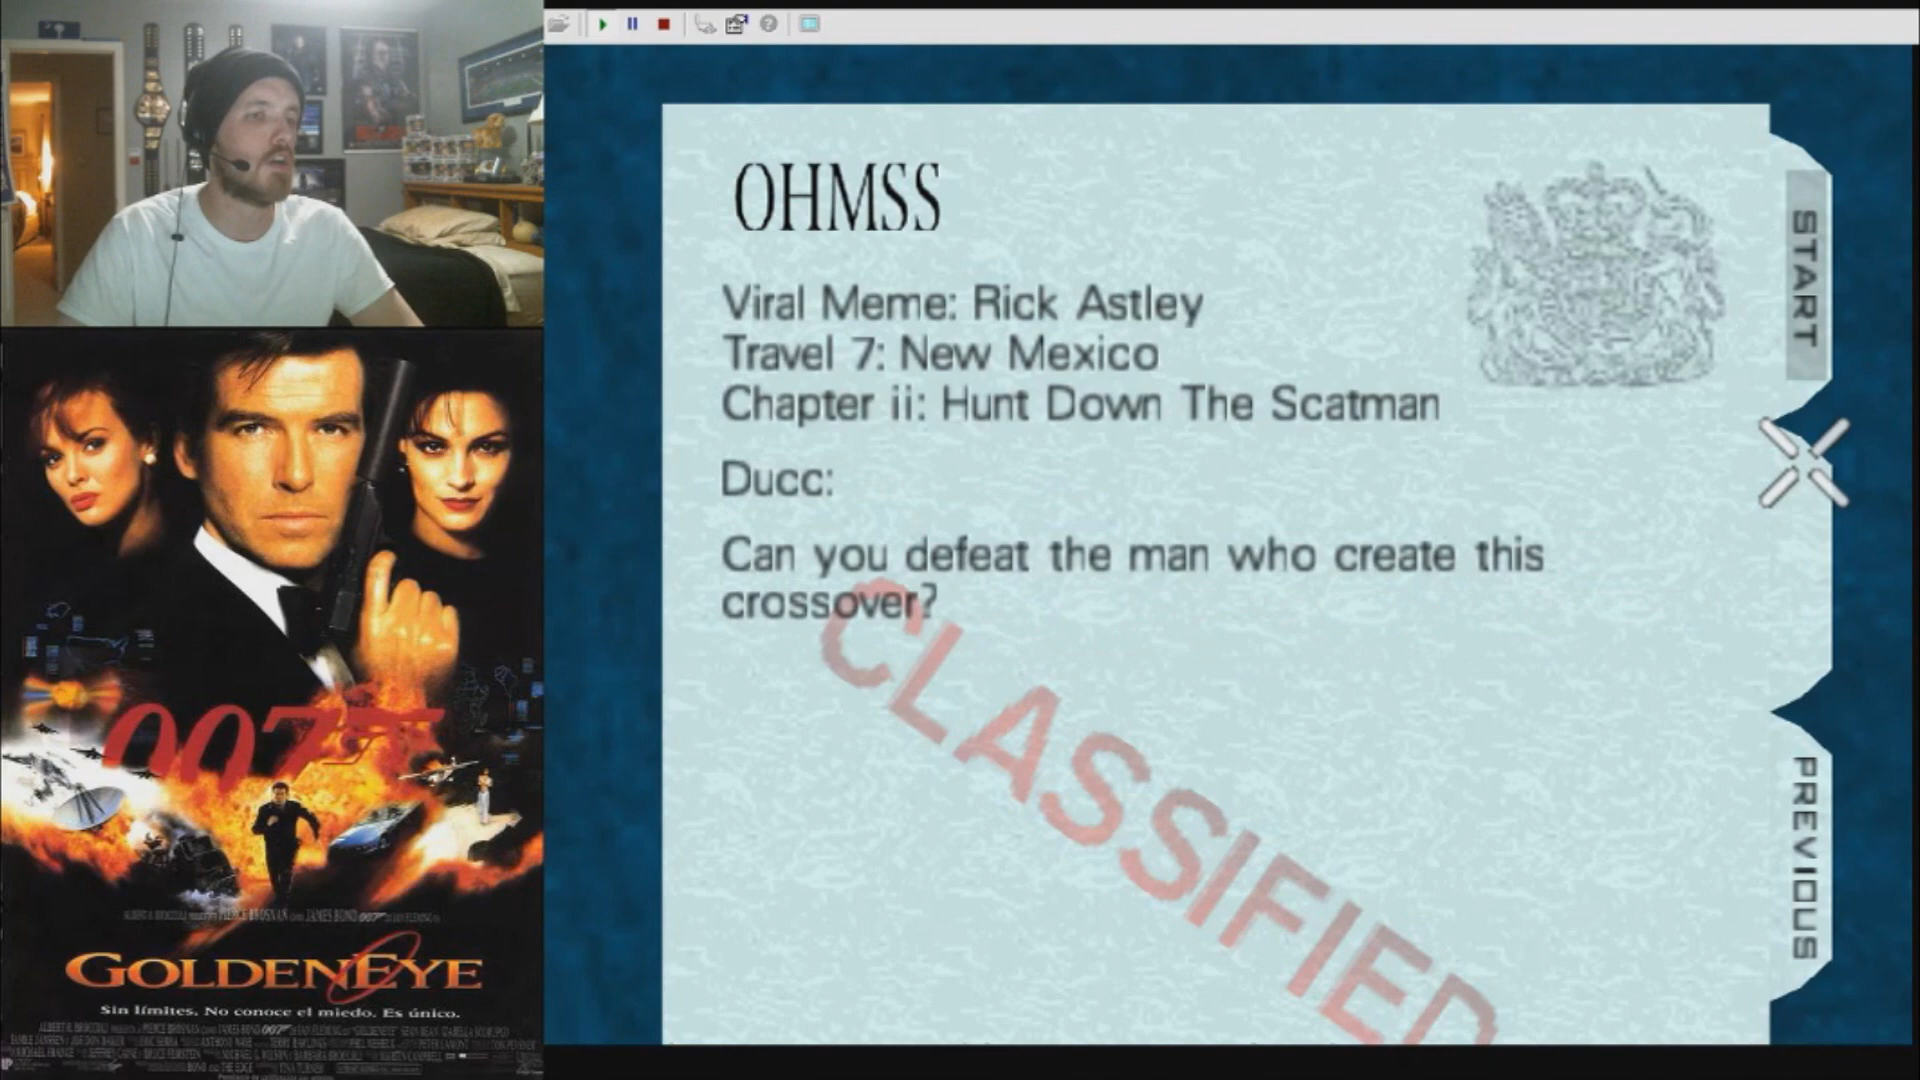 OHMSS
Viral Meme: Rick Astley
Travel 7: New Mexico
Chapter ii: Hunt Down The Scatman
Ducc:
Can you defeat the man who create this
crossover?
CLASSIFIED
START
PREVIOUS
007
GOLDENEYE
Sin límites. No conoce el miedo. Es único.